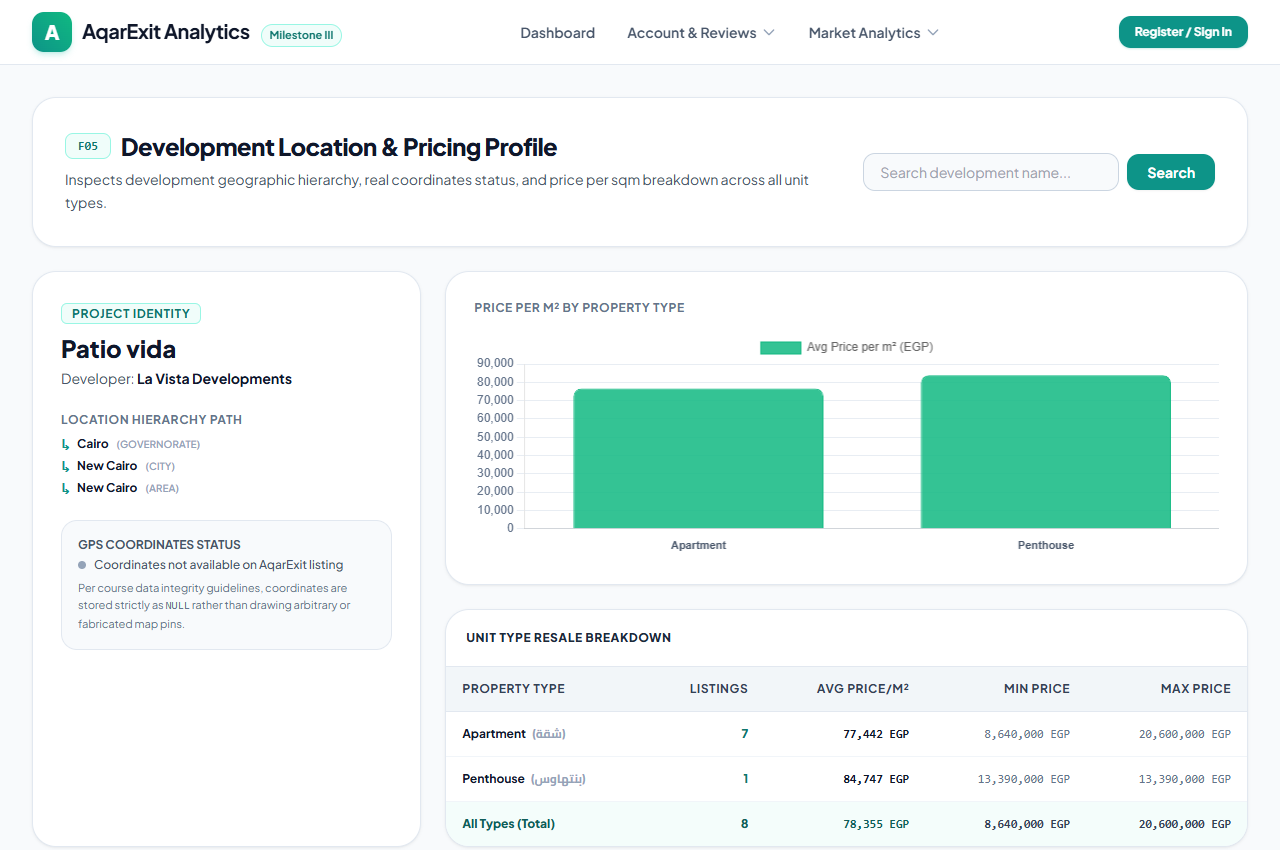 A AqarExit Analytics Milestone III Dashboard Account & Reviews Market Analytics Register / Sign In
F05 Development Location & Pricing Profile
Inspects development geographic hierarchy, real coordinates status, and price per sqm breakdown across all unit
types.
Search development name... Search
PROJECT IDENTITY
Patio vida
Developer: La Vista Developments
LOCATION HIERARCHY PATH
↳ Cairo (GOVERNORATE)
↳ New Cairo (CITY)
↳ New Cairo (AREA)
GPS COORDINATES STATUS
Coordinates not available on AqarExit listing
Per course data integrity guidelines, coordinates are
stored strictly as NULL rather than drawing arbitrary or
fabricated map pins.
PRICE PER M² BY PROPERTY TYPE
Avg Price per m² (EGP)
90,000
80,000
70,000
60,000
50,000
40,000
30,000
20,000
10,000
0
Apartment Penthouse
UNIT TYPE RESALE BREAKDOWN
PROPERTY TYPE LISTINGS AVG PRICE/M² MIN PRICE MAX PRICE
Apartment (شقة) 7 77,442 EGP 8,640,000 EGP 20,600,000 EGP
Penthouse (بنتهاوس) 1 84,747 EGP 13,390,000 EGP 13,390,000 EGP
All Types (Total) 8 78,355 EGP 8,640,000 EGP 20,600,000 EGP